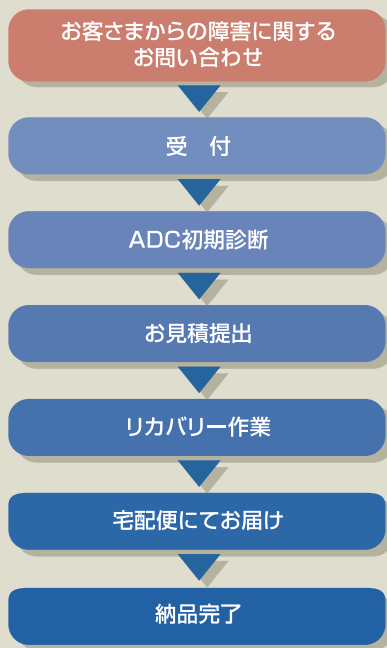 お客さまからの障害に関する
お問い合わせ
受　付
ADC初期診断
お見積提出
リカバリー作業
宅配便にてお届け
納品完了